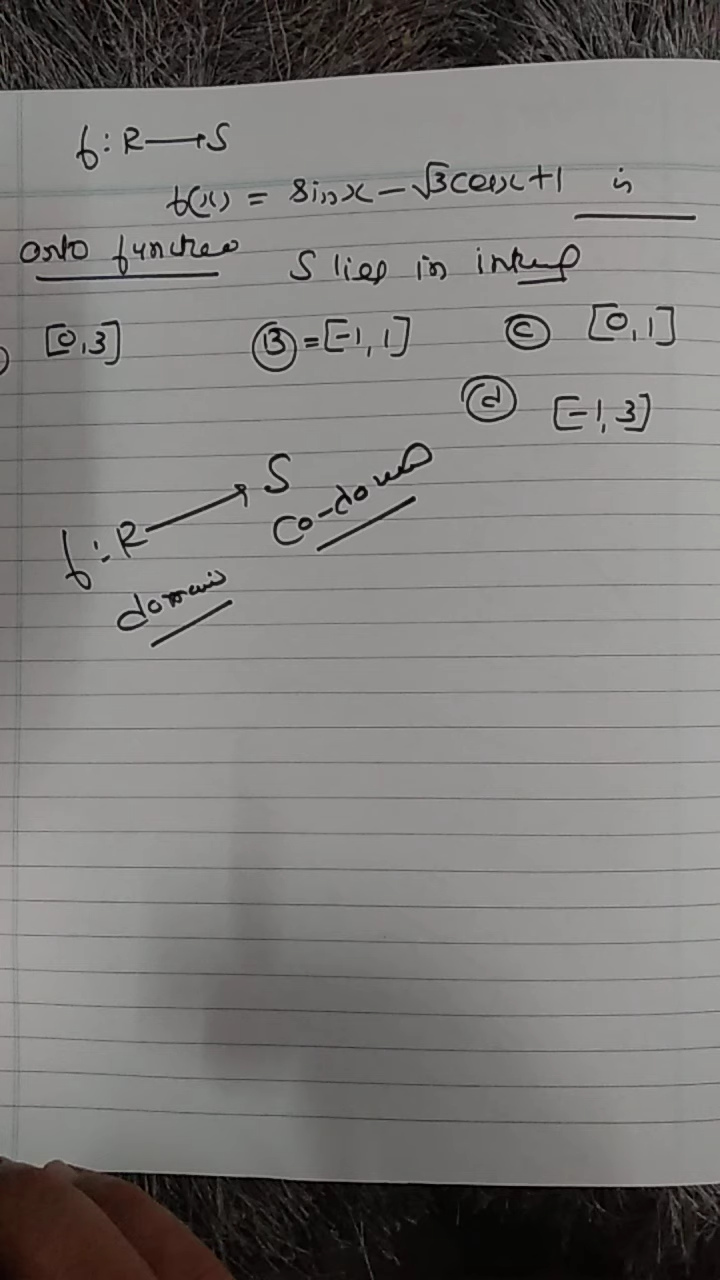 f: R → S
f(x) = sinx - √3cosx + 1 is
onto function S lies in interval
[0,3] (B) = [-1, 1] (C) [0,1]
(d) [-1, 3]
f: R → S
domain Co-domain